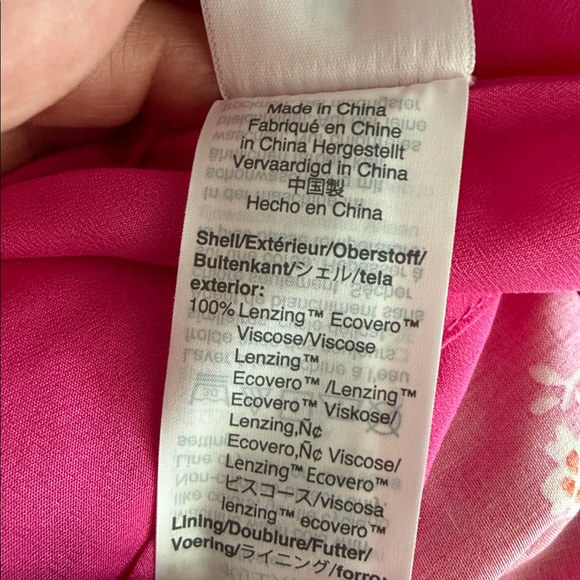 Made in China
Fabriqué en Chine
in China Hergestellt
Vervaardigd in China
中国製
Hecho en China
Shell/Extérieur/Oberstoff/
Buitenkant/シェル/tela
exterior:
100% Lenzing™ Ecovero™
Viscose/Viscose
Lenzing™
Ecovero™ /Lenzing™
Ecovero™ Viskose/
Lenzing‚Ñ¢
Ecovero‚Ñ¢ Viscose/
Lenzing™ Ecovero™
ビスコース/viscosa
lenzing™ ecovero™
Lining/Doublure/Futter/
Voering/ライニング/forro: